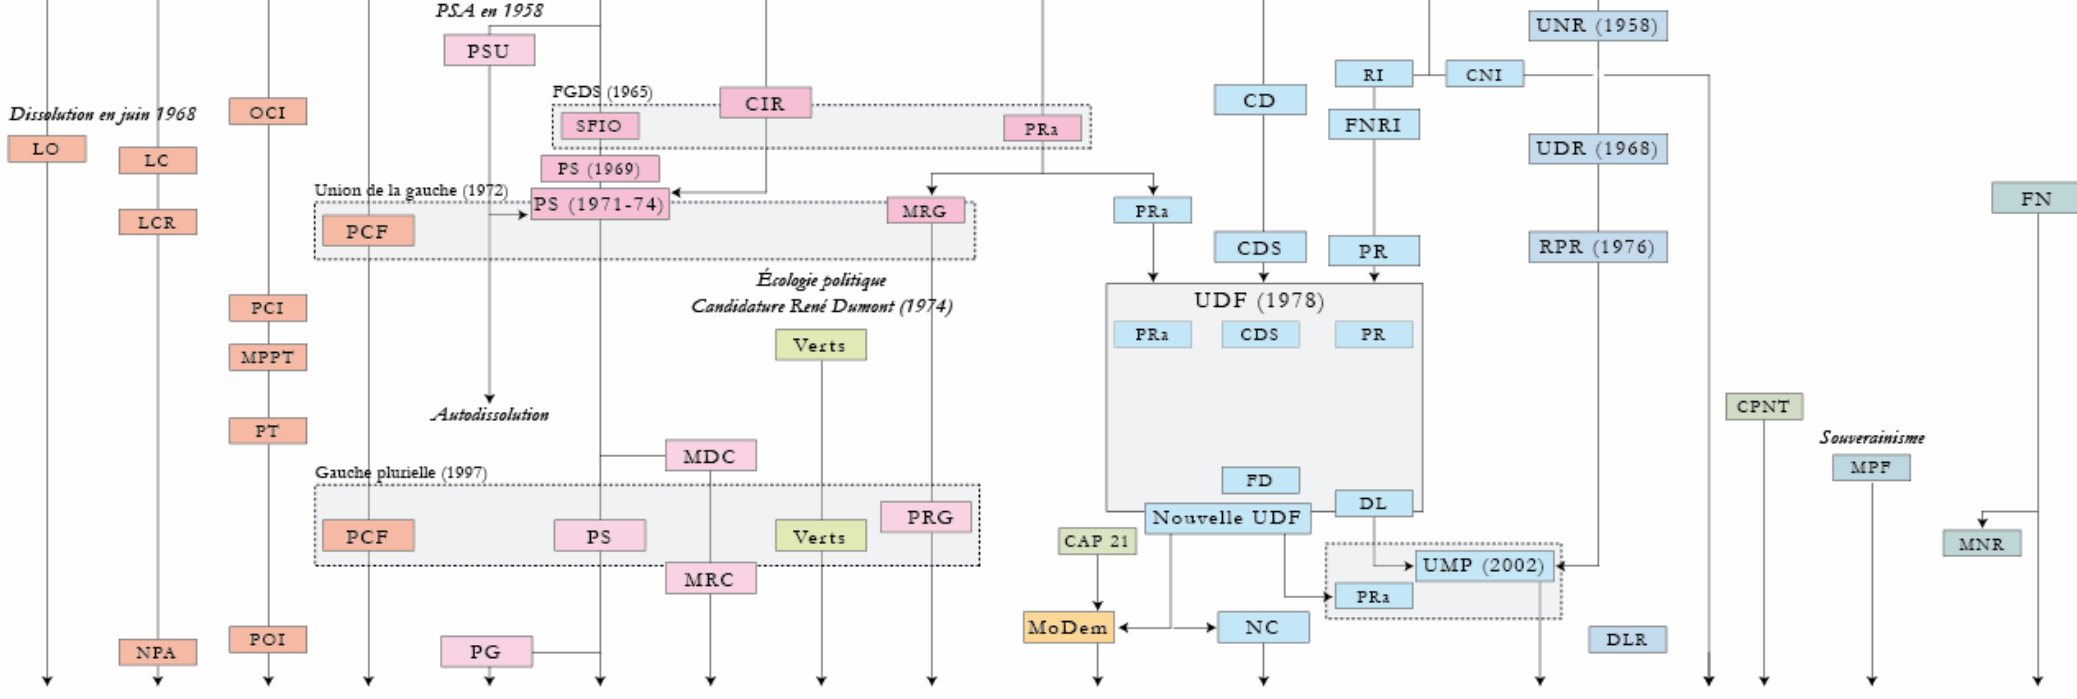 PSA en 1958
UNR (1958)
PSU
RI
CNI
FGDS (1965)
CD
CIR
OCI
Dissolution en juin 1968
SFIO
PRa
FNRI
LO
LC
UDR (1968)
PS (1969)
Union de la gauche (1972)
FN
PS (1971-74)
MRG
PRa
LCR
PCF
CDS
PR
RPR (1976)
Écologie politique
Candidature René Dumont (1974)
UDF (1978)
PCI
PRa
CDS
PR
Verts
MPPT
CPNT
Autodissolution
PT
Souverainisme
MDC
MPF
Gauche plurielle (1997)
FD
DL
PRG
Nouvelle UDF
PCF
PS
Verts
CAP 21
MNR
UMP (2002)
MRC
PRa
MoDem
NC
POI
DLR
NPA
PG